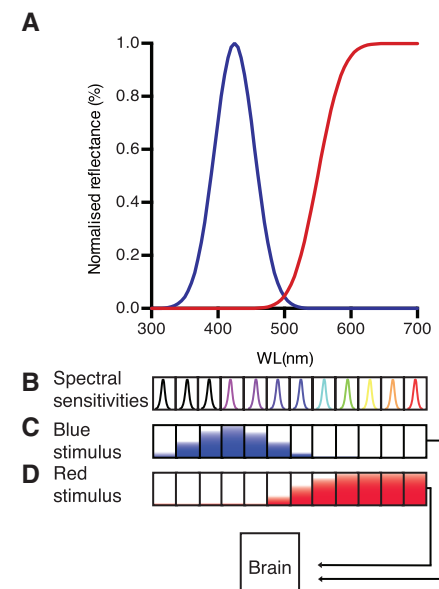 A
Normalised reflectance (%)
1.0
0.8
0.6
0.4
0.2
0.0
300 400 500 600 700
WL(nm)
B Spectral
sensitivities
C Blue
stimulus
D Red
stimulus
Brain